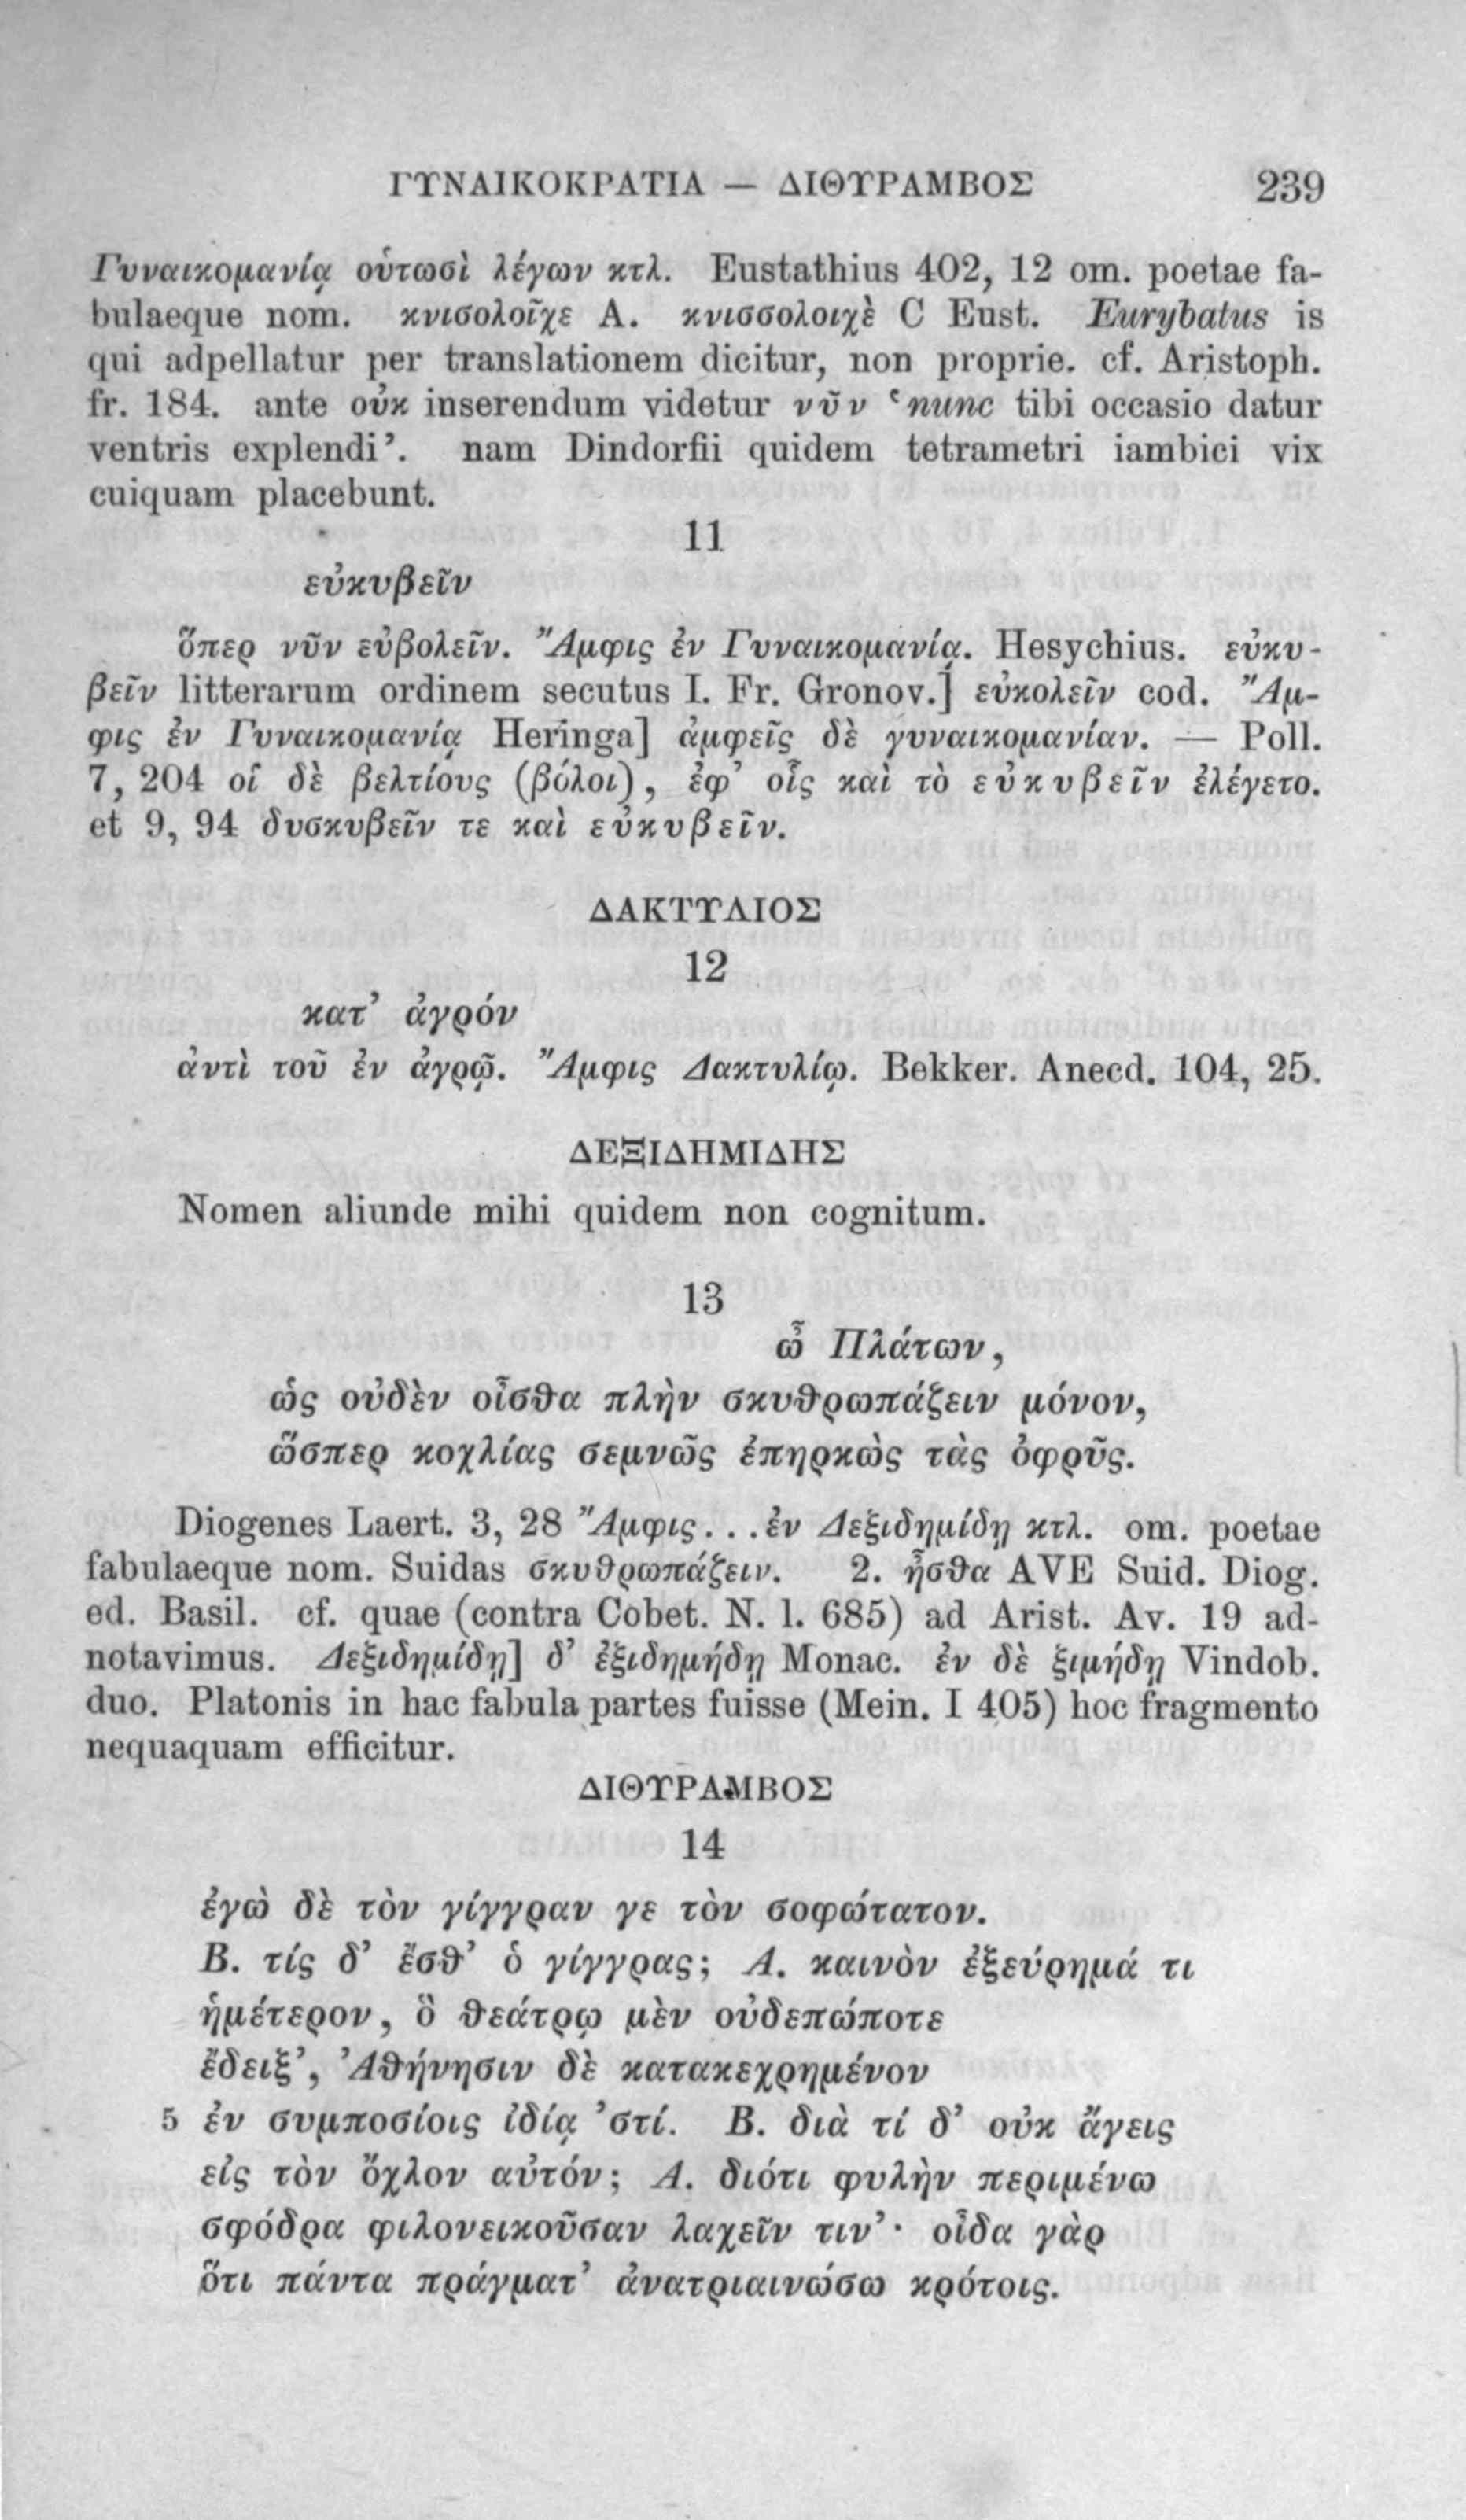 ΓΥΝΑΙΚΟΚΡΑΤΙΑ — ΔΙΘΥΡΑΜΒΟΣ 239
Γυναικομανίᾳ οὑτωσὶ λέγων κτλ. Eustathius 402, 12 om. poetae fa-
bulaeque nom. κνισολοῖχε A. κνισσολοιχὲ C Eust. Eurybatus is
qui adpellatur per translationem dicitur, non proprie. cf. Aristoph.
fr. 184. ante οὐκ inserendum videtur νῦν ‘nunc tibi occasio datur
ventris explendi’. nam Dindorfii quidem tetrametri iambici vix
cuiquam placebunt.
11
εὐκυβεῖν
ὅπερ νῦν εὐβολεῖν. Ἄμφις ἐν Γυναικομανίᾳ. Hesychius. εὐκυ-
βεῖν litterarum ordinem secutus I. Fr. Gronov.] εὐκολεῖν cod. Ἄμ-
φις ἐν Γυναικομανίᾳ Heringa] ἀμφεῖς δὲ γυναικομανίαν. — Poll.
7, 204 οἱ δὲ βελτίους (βόλοι), ἐφ’ οἷς καὶ τὸ εὐκυβεῖν ἐλέγετο.
et 9, 94 δυσκυβεῖν τε καὶ εὐκυβεῖν.
ΔΑΚΤΥΛΙΟΣ
12
κατ’ ἀγρόν
ἀντὶ τοῦ ἐν ἀγρῷ. Ἄμφις Δακτυλίῳ. Bekker. Anecd. 104, 25.
ΔΕΞΙΔΗΜΙΔΗΣ
Nomen aliunde mihi quidem non cognitum.
13
ὦ Πλάτων,
ὡς οὐδὲν οἶσθα πλὴν σκυθρωπάζειν μόνον,
ὥσπερ κοχλίας σεμνῶς ἐπηρκὼς τὰς ὀφρῦς.
Diogenes Laert. 3, 28 Ἄμφις. . .ἐν Δεξιδημίδῃ κτλ. om. poetae
fabulaeque nom. Suidas σκυθρωπάζειν. 2. ᾖσθα AVE Suid. Diog.
ed. Basil. cf. quae (contra Cobet. N. l. 685) ad Arist. Av. 19 ad-
notavimus. Δεξιδημίδῃ] δ’ ἐξιδημήδῃ Monac. ἐν δὲ ξιμήδῃ Vindob.
duo. Platonis in hac fabula partes fuisse (Mein. I 405) hoc fragmento
nequaquam efficitur.
ΔΙΘΥΡΑΜΒΟΣ
14
ἐγὼ δὲ τὸν γίγγραν γε τὸν σοφώτατον.
Β. τίς δ’ ἔσθ’ ὁ γίγγρας; Α. καινὸν ἐξεύρημά τι
ἡμέτερον, ὃ θεάτρῳ μὲν οὐδεπώποτε
ἔδειξ’, Ἀθήνησιν δὲ κατακεχρημένον
5 ἐν συμποσίοις ἰδίᾳ ’στί. Β. διὰ τί δ’ οὐκ ἄγεις
εἰς τὸν ὄχλον αὐτόν; Α. διότι φυλὴν περιμένω
σφόδρα φιλονεικοῦσαν λαχεῖν τιν’· οἶδα γὰρ
ὅτι πάντα πράγματ’ ἀνατριαινώσω κρότοις.